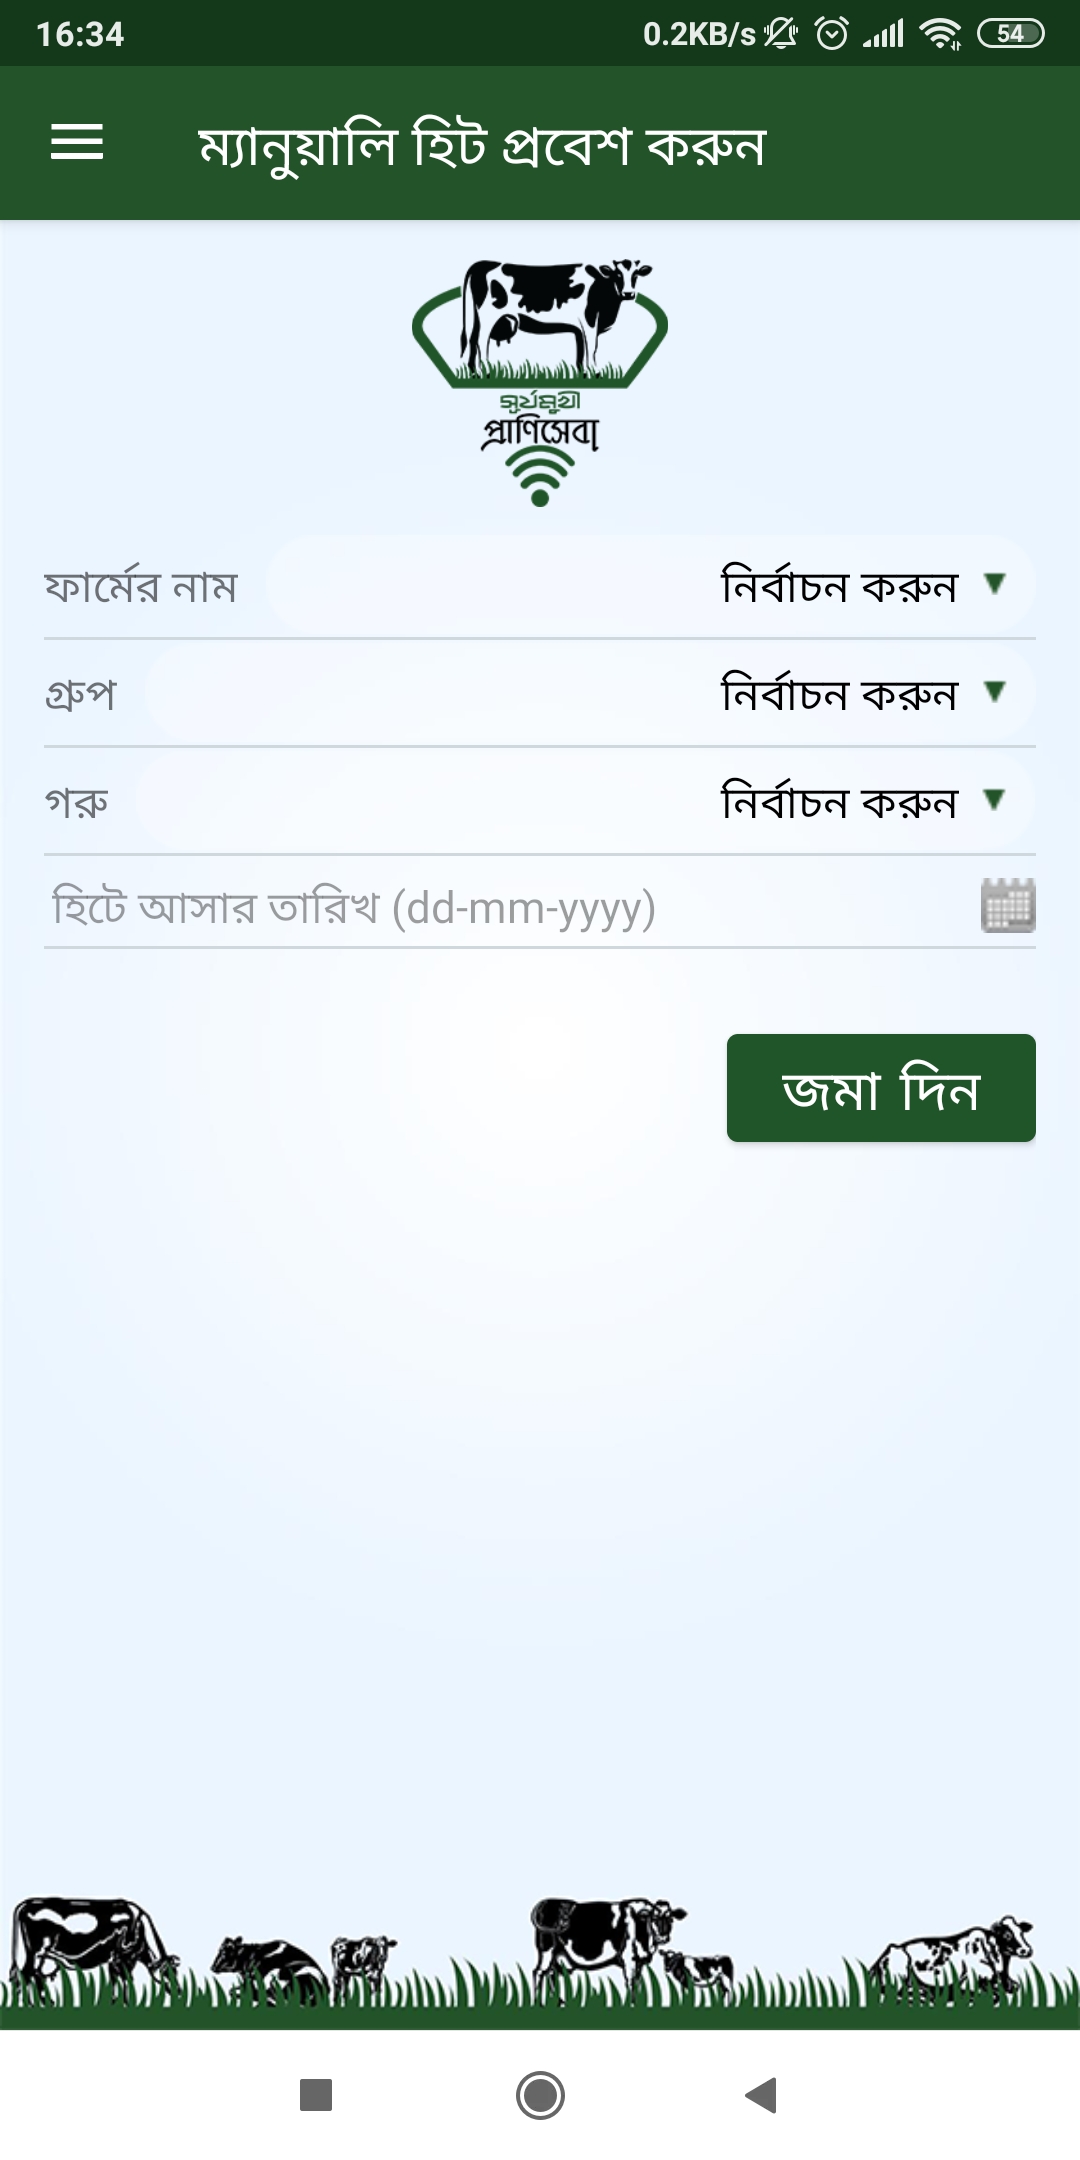 16:34 0.2KB/s 54
ম্যানুয়ালি হিট প্রবেশ করুন
সূর্যমুখী
প্রাণিসেবা
ফার্মের নাম নির্বাচন করুন
গ্রুপ নির্বাচন করুন
গরু নির্বাচন করুন
হিটে আসার তারিখ (dd-mm-yyyy)
জমা দিন